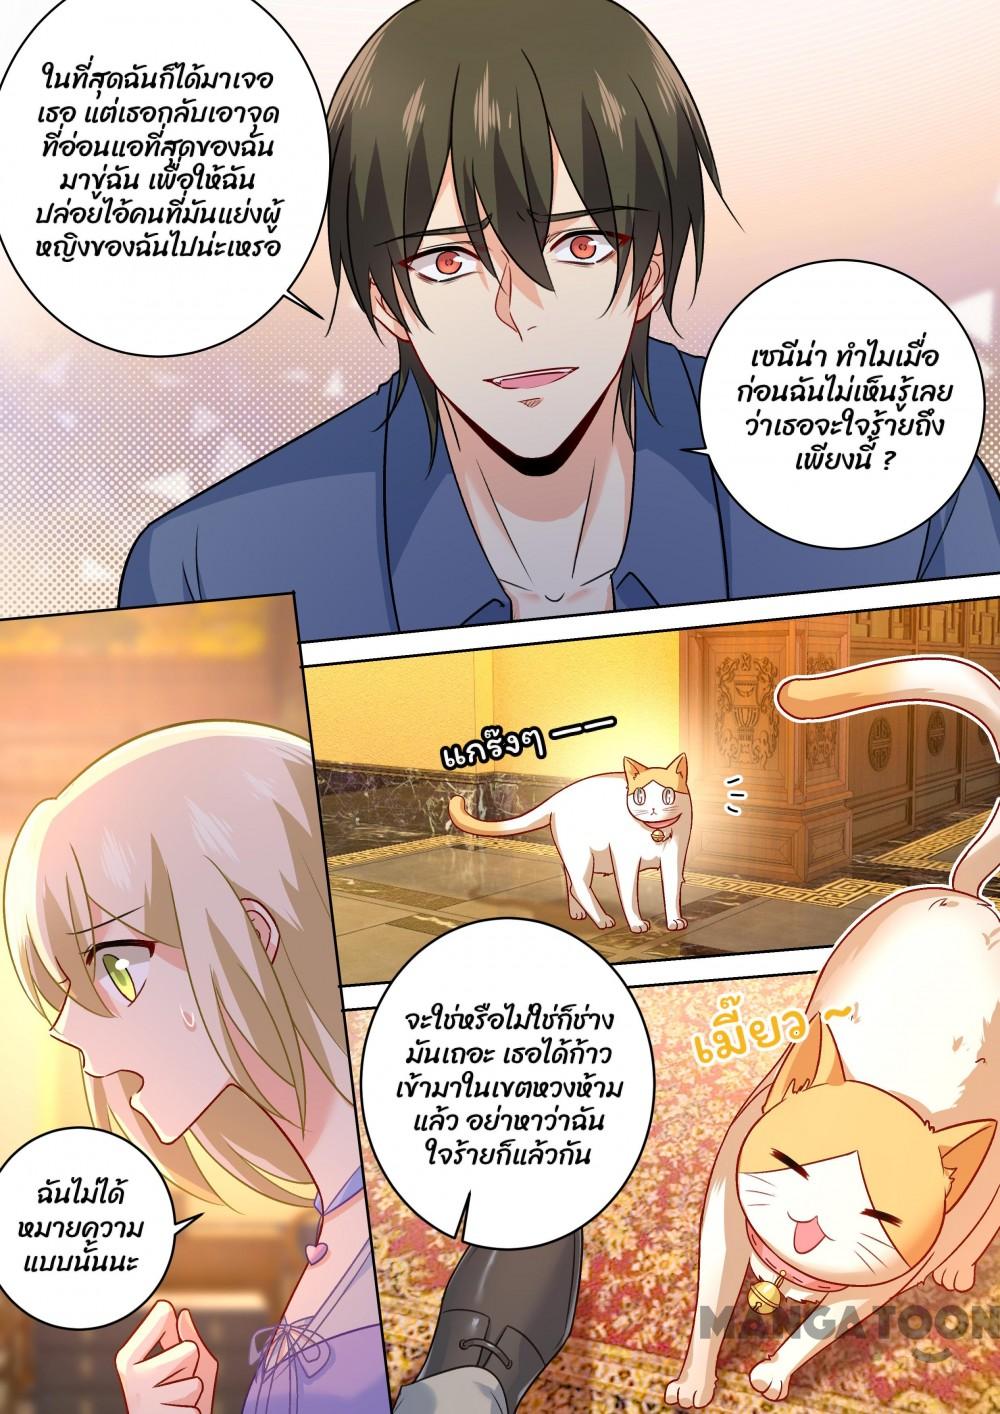 ในที่สุดฉันก็ได้มาเจอ
เธอ แต่เธอกลับเอาจุด
ที่อ่อนแอที่สุดของฉัน
มาขู่ฉัน เพื่อให้ฉัน
ปล่อยไอ้คนที่มันแย่งผู้
หญิงของฉันไปน่ะเหรอ
เซนีน่า ทำไมเมื่อ
ก่อนฉันไม่เห็นรู้เลย
ว่าเธอจะใจร้ายถึง
เพียงนี้ ?
แกร๊งๆ ——
เมี๊ยว ~
จะใช่หรือไม่ใช่ก็ช่าง
มันเถอะ เธอได้ก้าว
เข้ามาในเขตหวงห้าม
แล้ว อย่าหาว่าฉัน
ใจร้ายก็แล้วกัน
ฉันไม่ได้
หมายความ
แบบนั้นนะ
MANGATOON